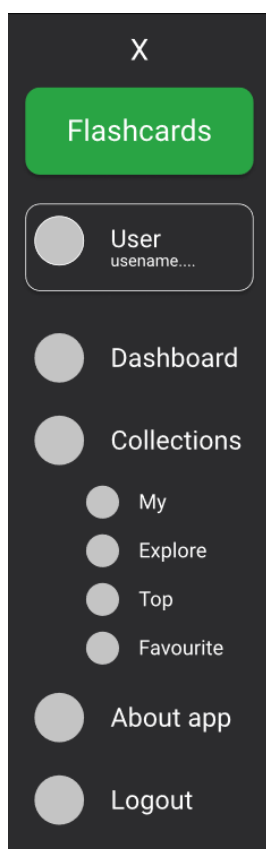 X
Flashcards
User
usename....
Dashboard
Collections
My
Explore
Top
Favourite
About app
Logout